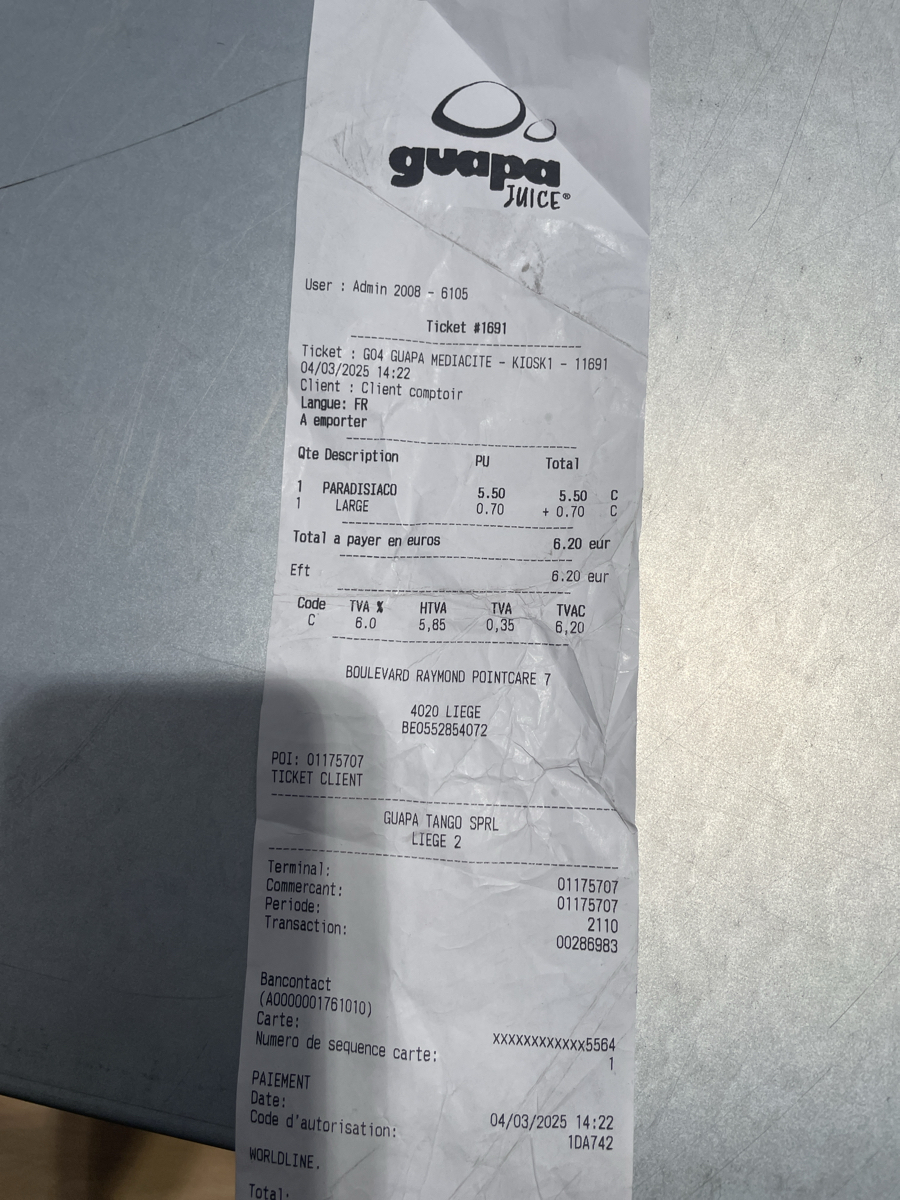 guapa
JUICE®
User : Admin 2008 - 6105
Ticket #1691
Ticket : G04 GUAPA MEDIACITE - KIOSK1 - 11691
04/03/2025 14:22
Client : Client comptoir
Langue: FR
A emporter
Qte Description PU Total
1 PARADISIACO 5.50 5.50 C
1 LARGE 0.70 + 0.70 C
Total a payer en euros 6.20 eur
Eft 6.20 eur
Code TVA % HTVA TVA TVAC
C 6.0 5,85 0,35 6,20
BOULEVARD RAYMOND POINTCARE 7
4020 LIEGE
BE0552854072
POI: 01175707
TICKET CLIENT
GUAPA TANGO SPRL
LIEGE 2
Terminal: 01175707
Commercant: 01175707
Periode: 2110
Transaction: 00286983
Bancontact
(A0000001761010)
Carte: XXXXXXXXXXXX5564
Numero de sequence carte: 1
PAIEMENT
Date: 04/03/2025 14:22
Code d'autorisation: 1DA742
WORLDLINE.
Total: